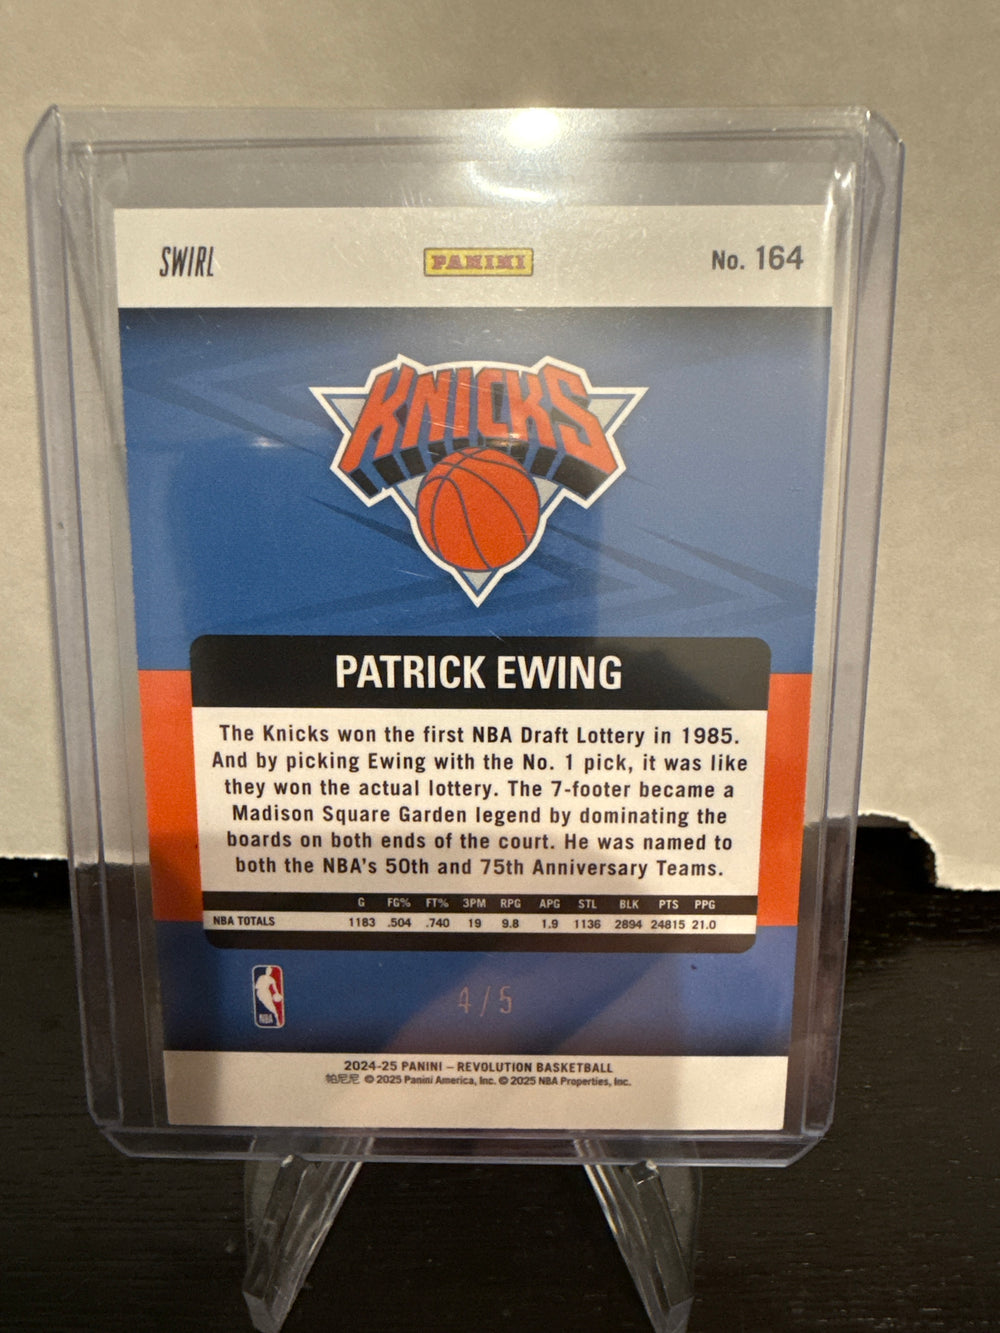 SWIRL
PANINI
No. 164
KNICKS
PATRICK EWING
The Knicks won the first NBA Draft Lottery in 1985.
And by picking Ewing with the No. 1 pick, it was like
they won the actual lottery. The 7-footer became a
Madison Square Garden legend by dominating the
boards on both ends of the court. He was named to
both the NBA's 50th and 75th Anniversary Teams.
G FG% FT% 3PM RPG APG STL BLK PTS PPG
NBA TOTALS 1183 .504 .740 19 9.8 1.9 1136 2894 24815 21.0
NBA
4/5
2024-25 PANINI – REVOLUTION BASKETBALL
帕尼尼 © 2025 Panini America, Inc. © 2025 NBA Properties, Inc.